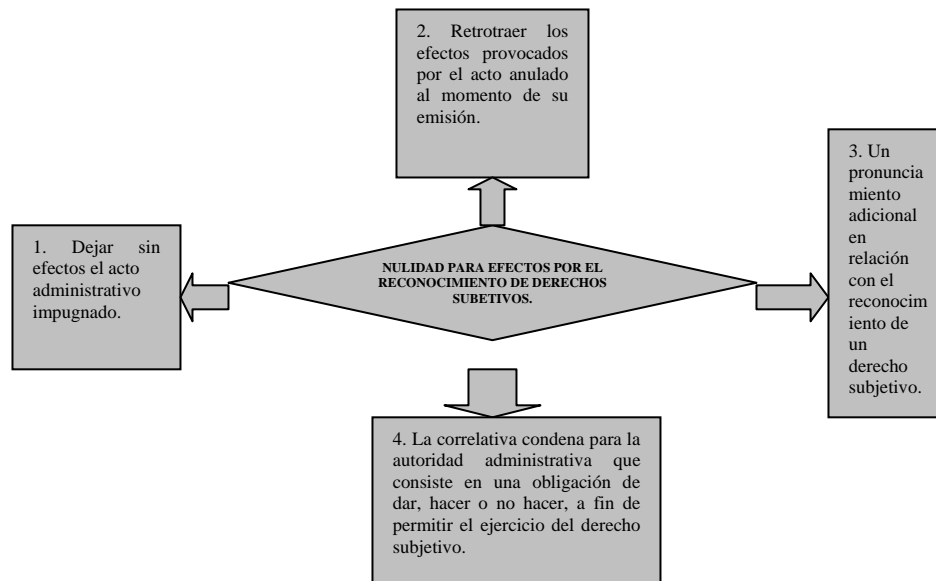 2. Retrotraer los
efectos provocados
por el acto anulado
al momento de su
emisión.
3. Un
pronuncia
miento
adicional
en
relación
con el
reconocim
iento de
un
derecho
subjetivo.
1. Dejar sin
efectos el acto
administrativo
impugnado.
NULIDAD PARA EFECTOS POR EL
RECONOCIMIENTO DE DERECHOS
SUBETIVOS.
4. La correlativa condena para la
autoridad administrativa que
consiste en una obligación de
dar, hacer o no hacer, a fin de
permitir el ejercicio del derecho
subjetivo.